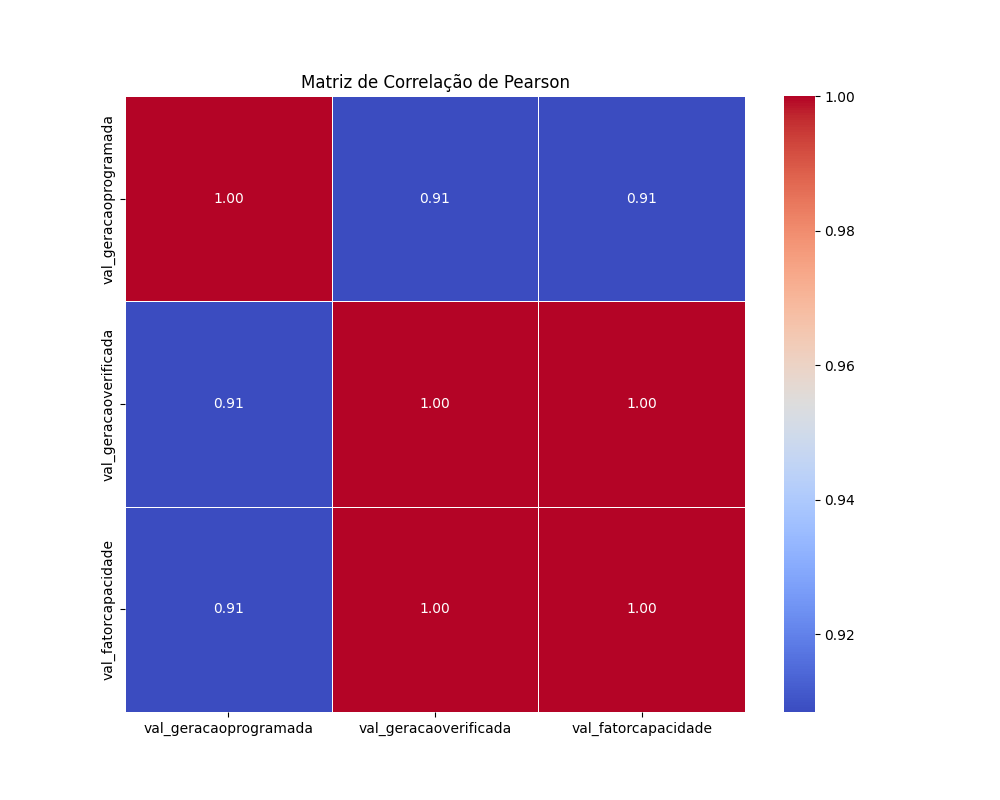 Matriz de Correlação de Pearson
val_geracaoprogramada
val_geracaoverificada
val_fatorcapacidade
1.00 0.91 0.91
0.91 1.00 1.00
0.91 1.00 1.00
val_geracaoprogramada val_geracaoverificada val_fatorcapacidade
1.00
0.98
0.96
0.94
0.92